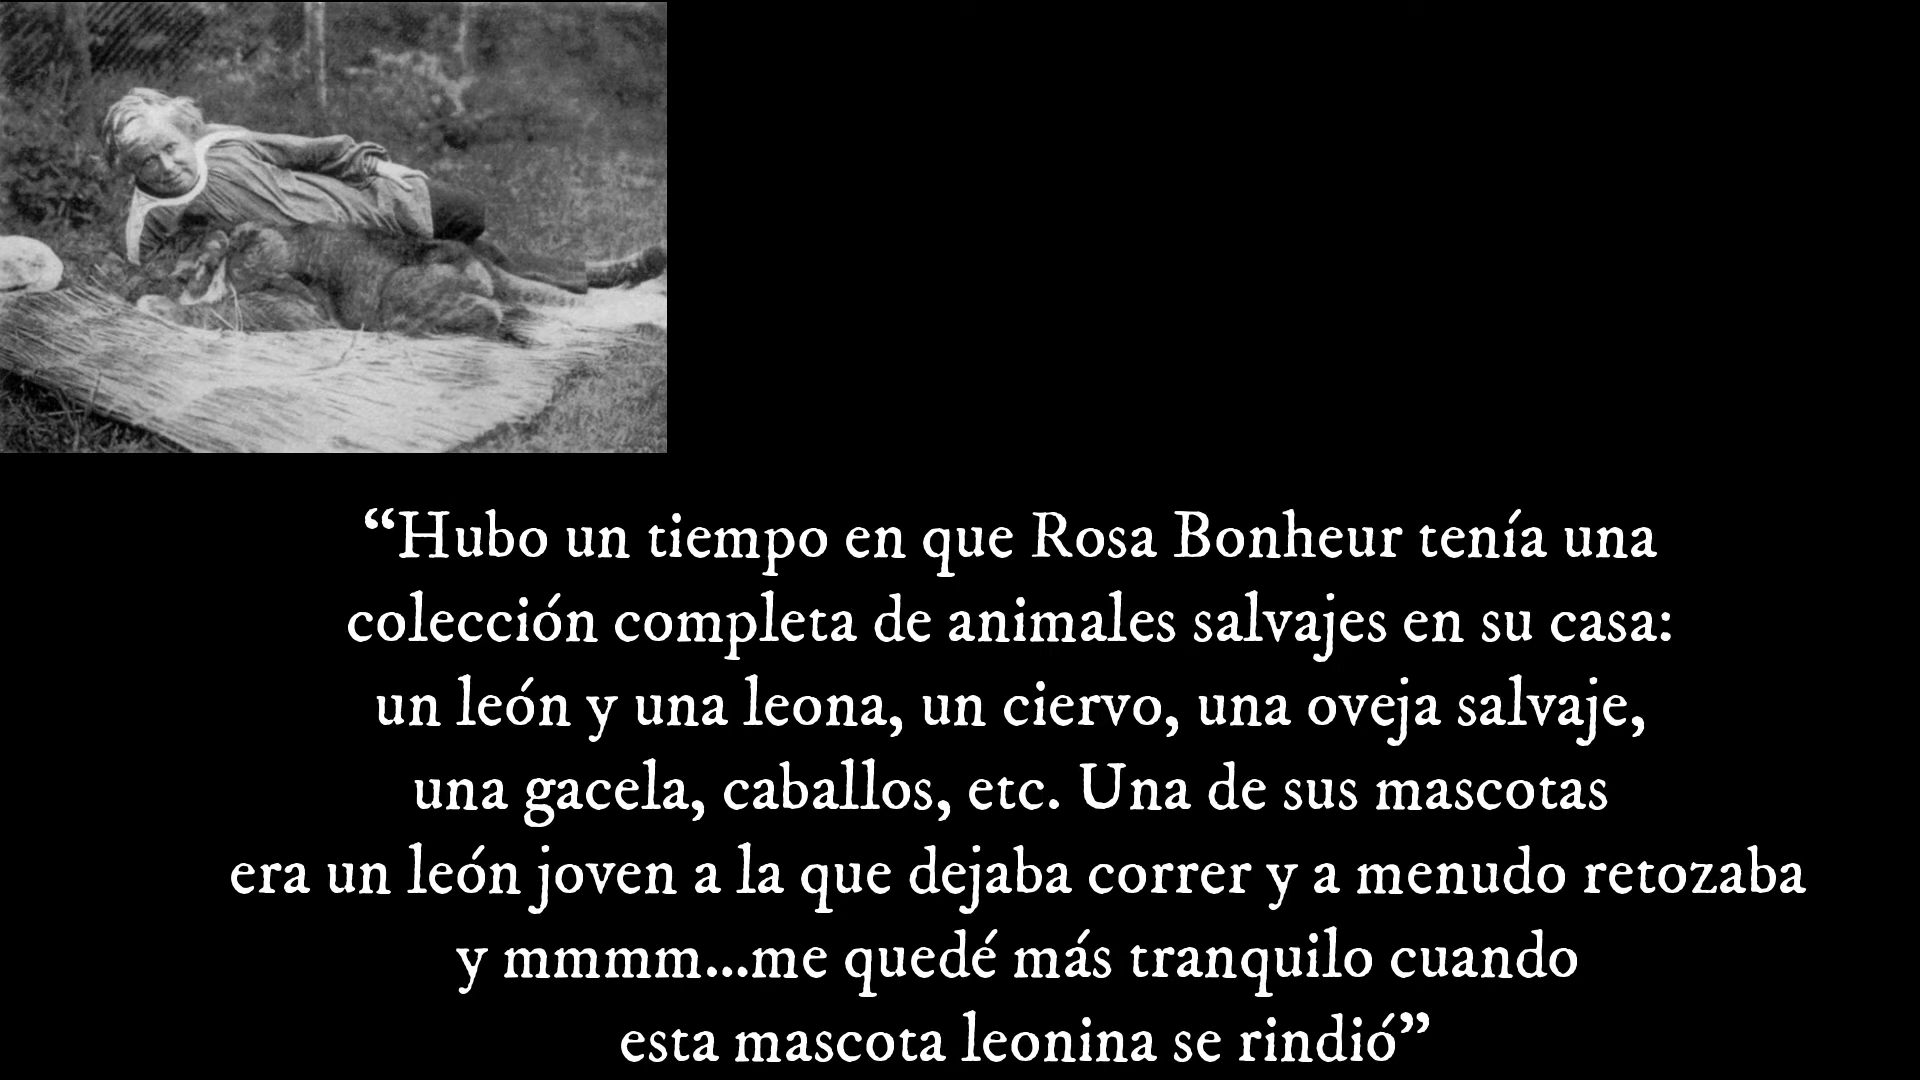 “Hubo un tiempo en que Rosa Bonheur tenía una
colección completa de animales salvajes en su casa:
un león y una leona, un ciervo, una oveja salvaje,
una gacela, caballos, etc. Una de sus mascotas
era un león joven a la que dejaba correr y a menudo retozaba
y mmmm...me quedé más tranquilo cuando
esta mascota leonina se rindió”